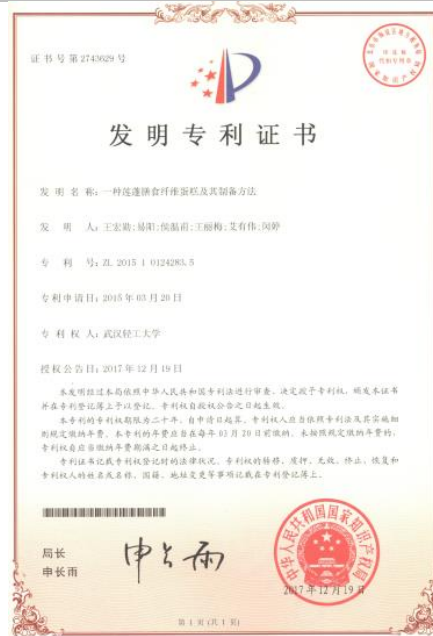 证书号第2743629号
发明专利证书
发明名称：一种莲蓬膳食纤维蛋糕及其制备方法
发明人：王宏勋;易阳;侯温甫;王丽梅;艾有伟;闵婷
专利号：ZL 2015 1 0124283.5
专利申请日：2015年03月20日
专利权人：武汉轻工大学
授权公告日：2017年12月19日
本发明经过本局依照中华人民共和国专利法进行审查，决定授予专利权，颁发本证书
并在专利登记簿上予以登记。专利权自授权公告之日起生效。
本专利的专利权期限为二十年，自申请日起算。专利权人应当依照专利法及其实施细
则规定缴纳年费。本专利的年费应当在每年03月20日前缴纳。未按照规定缴纳年费的，
专利权自应当缴纳年费期满之日起终止。
专利证书记载专利权登记时的法律状况。专利权的转移、质押、无效、终止、恢复和
专利权人的姓名或名称、国籍、地址变更等事项记载在专利登记簿上。
局长
申长雨
申长雨
中华人民共和国国家知识产权局
2017年12月19日
第1页(共1页)